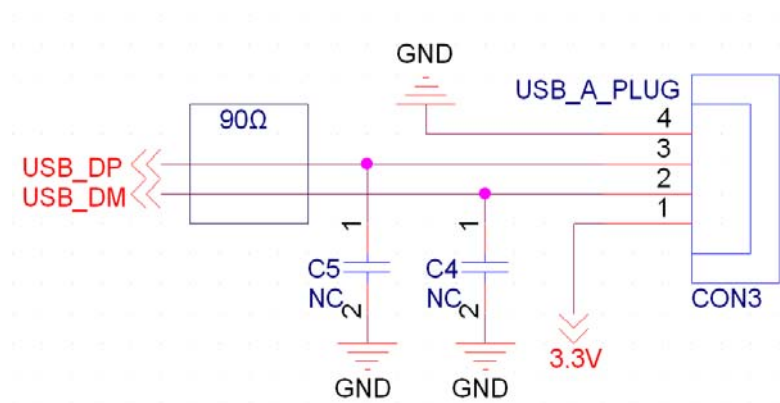 GND
USB_A_PLUG
90Ω
4
3
2
1
USB_DP
USB_DM
1
1
C5
C4
NC
NC
2
2
CON3
3.3V
GND
GND